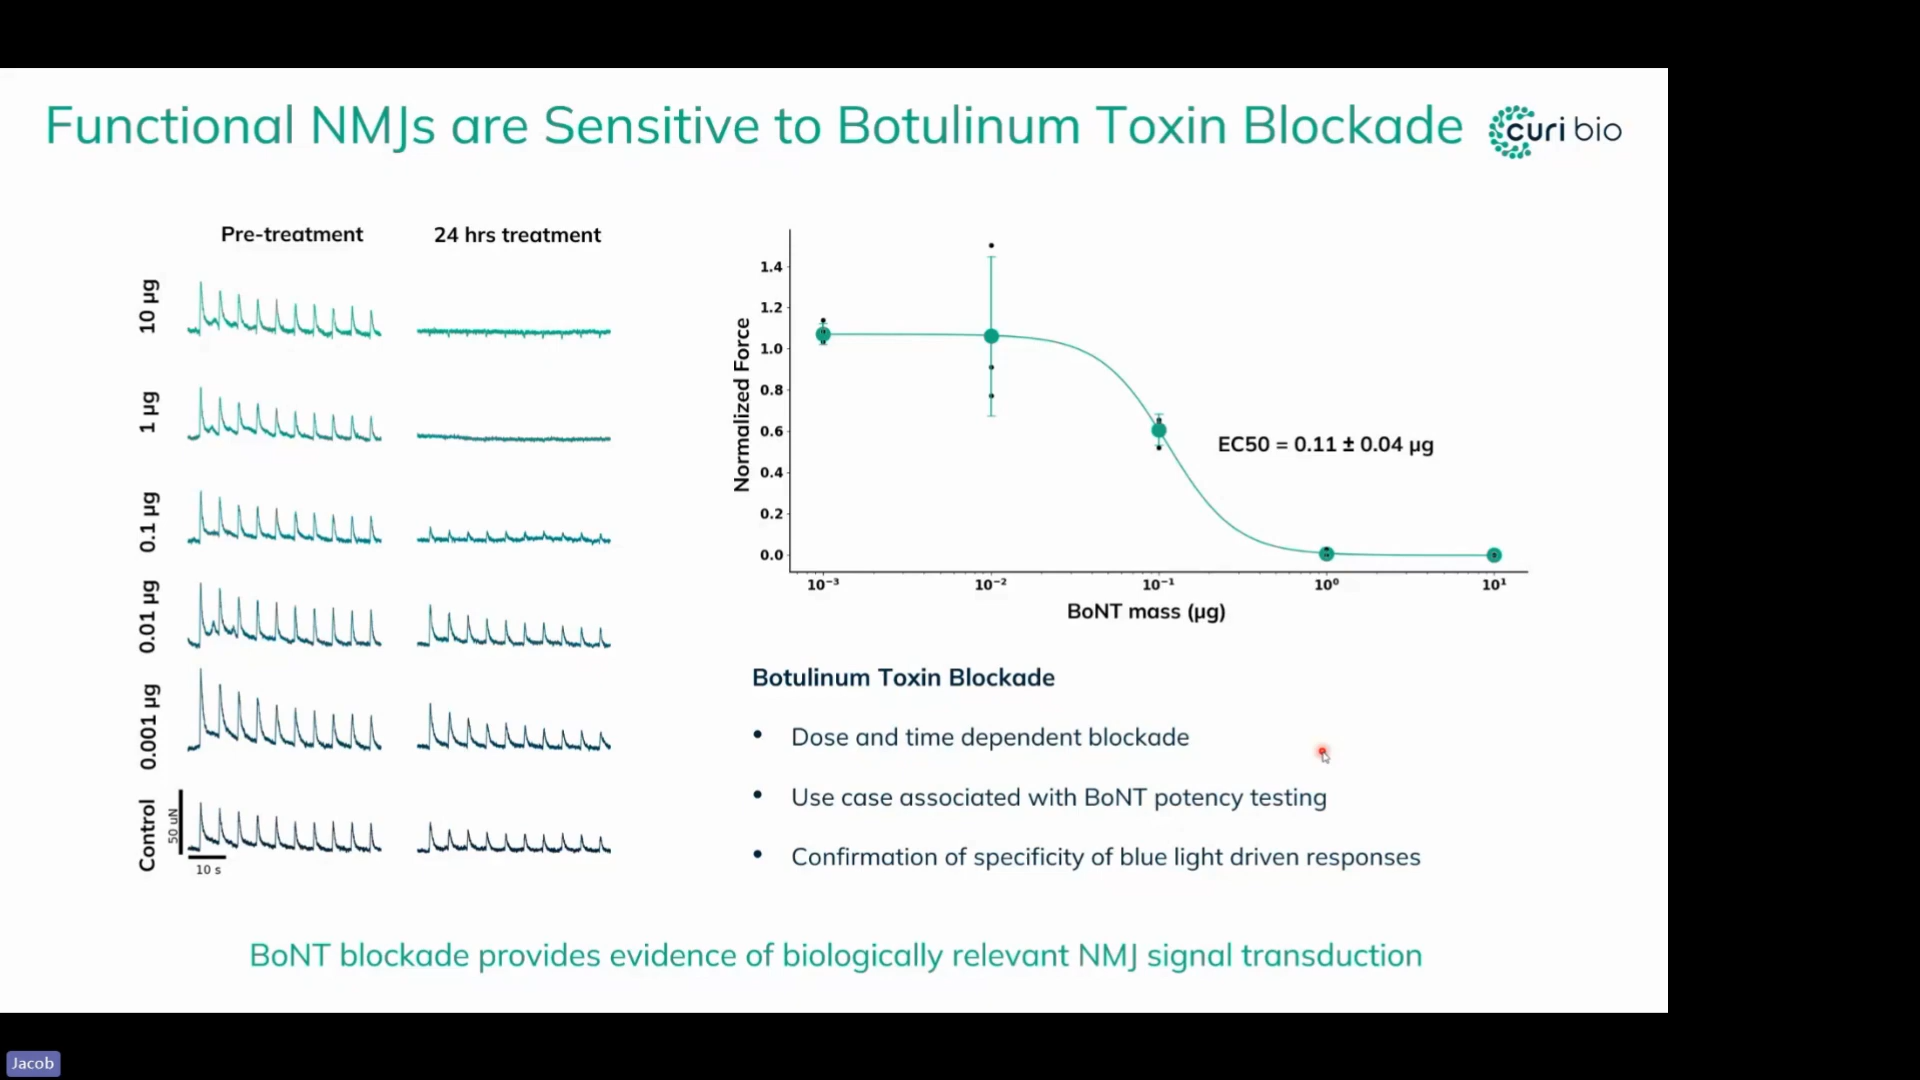 Functional NMJs are Sensitive to Botulinum Toxin Blockade
curi bio
Pre-treatment
24 hrs treatment
10 µg
1 µg
0.1 µg
0.01 µg
0.001 µg
Control
50 uN
10 s
Normalized Force
1.4
1.2
1.0
0.8
0.6
0.4
0.2
0.0
EC50 = 0.11 ± 0.04 µg
10⁻³
10⁻²
10⁻¹
10⁰
10¹
BoNT mass (µg)
Botulinum Toxin Blockade
• Dose and time dependent blockade
• Use case associated with BoNT potency testing
• Confirmation of specificity of blue light driven responses
BoNT blockade provides evidence of biologically relevant NMJ signal transduction
Jacob